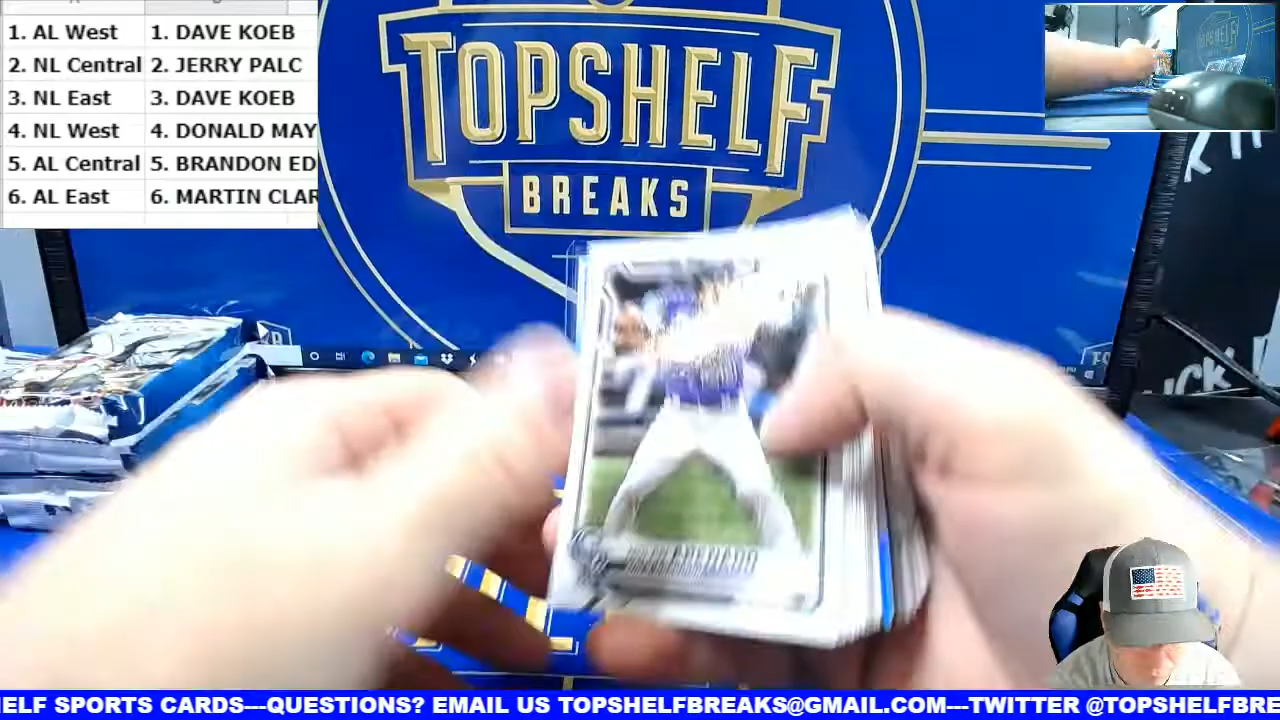 1. AL West 1. DAVE KOEB
2. NL Central 2. JERRY PALC
3. NL East 3. DAVE KOEB
4. NL West 4. DONALD MAY
5. AL Central 5. BRANDON ED
6. AL East 6. MARTIN CLAR
TOPSHELF
BREAKS
ELF SPORTS CARDS---QUESTIONS? EMAIL US TOPSHELFBREAKS@GMAIL.COM---TWITTER @TOPSHELFBRE